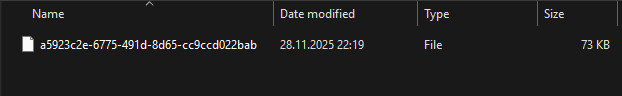 Name Date modified Type Size
a5923c2e-6775-491d-8d65-cc9ccd022bab 28.11.2025 22:19 File 73 KB